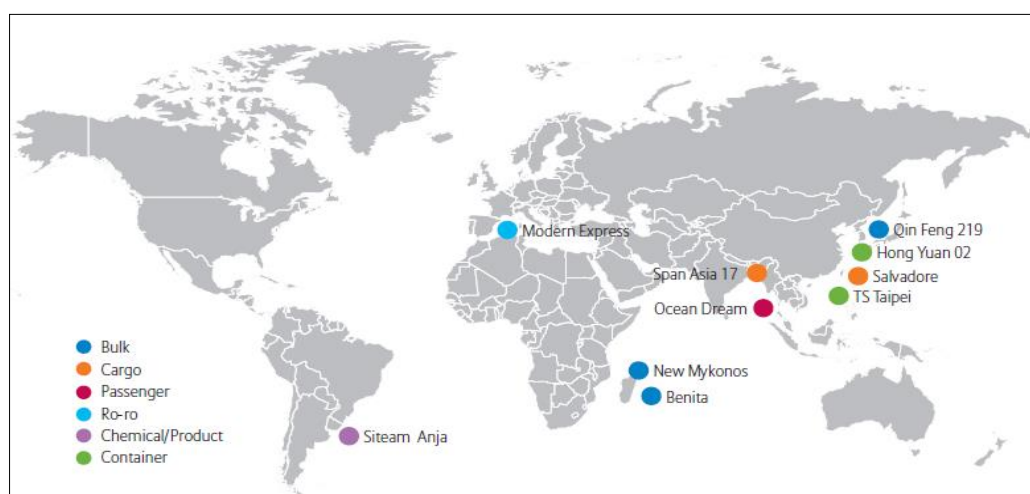 Modern Express
Qin Feng 219
Hong Yuan 02
Span Asia 17
Salvadore
TS Taipei
Ocean Dream
New Mykonos
Benita
Siteam Anja
Bulk
Cargo
Passenger
Ro-ro
Chemical/Product
Container